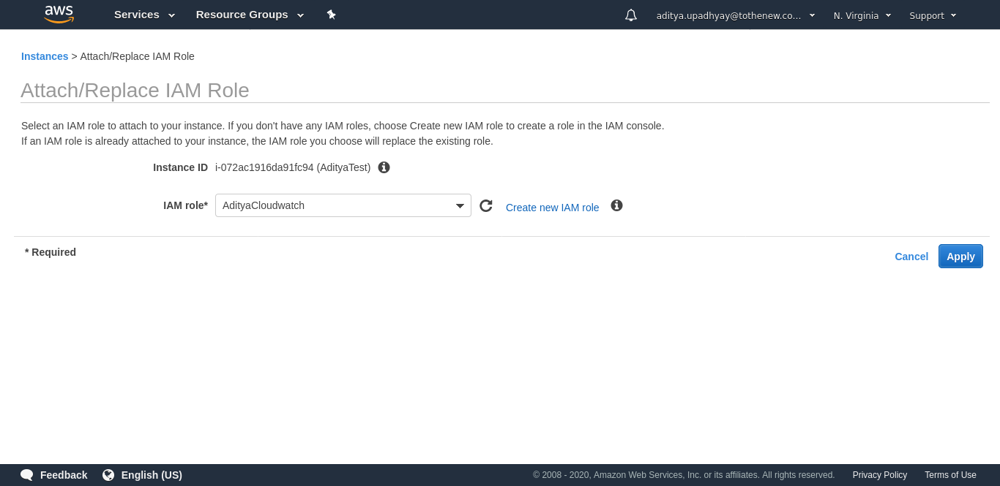 aws Services Resource Groups aditya.upadhyay@tothenew.co... N. Virginia Support
Instances > Attach/Replace IAM Role
Attach/Replace IAM Role
Select an IAM role to attach to your instance. If you don't have any IAM roles, choose Create new IAM role to create a role in the IAM console.
If an IAM role is already attached to your instance, the IAM role you choose will replace the existing role.
Instance ID i-072ac1916da91fc94 (AdityaTest)
IAM role* AdityaCloudwatch Create new IAM role
* Required
Cancel Apply
Feedback English (US) © 2008 - 2020, Amazon Web Services, Inc. or its affiliates. All rights reserved. Privacy Policy Terms of Use